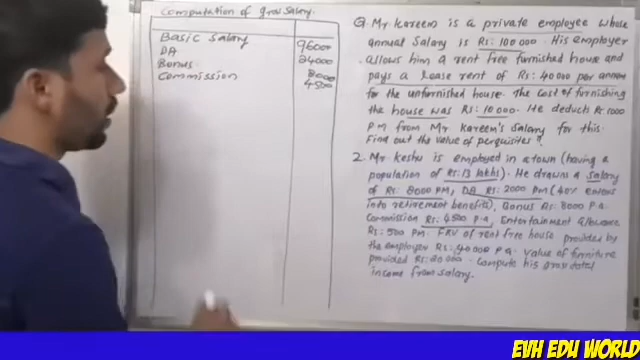 Computation of gross Salary.
Basic Salary 96000
DA 24000
Bonus 8000
Commission 4500
Q. Mr. Kareem is a private employee whose
annual Salary is Rs: 100000. His employer
allows him a rent free furnished house and
pays a Lease rent of Rs: 40000 per annum
for the unfurnished house. The cost of furnishing
the house was Rs: 10000. He deducts Rs. 1000
PM from Mr Kareem's Salary for this.
Find out the value of perquisites?
2. Mr. Keshu is employed in a town (having a
population of Rs: 13 lakhs). He drawns a salary
of Rs: 8000 PM, DA Rs: 2000 pm (40% enters
into retirement benefits), Bonus Rs: 8000 P.a
Commission Rs: 4500 P.a, Entertainment Allowance
Rs: 500 PM. FRV of rent free house provided by
the employer Rs: 40000 P.a. Value of furniture
provided Rs: Compute his
income from salary.
EVH EDU WORLD